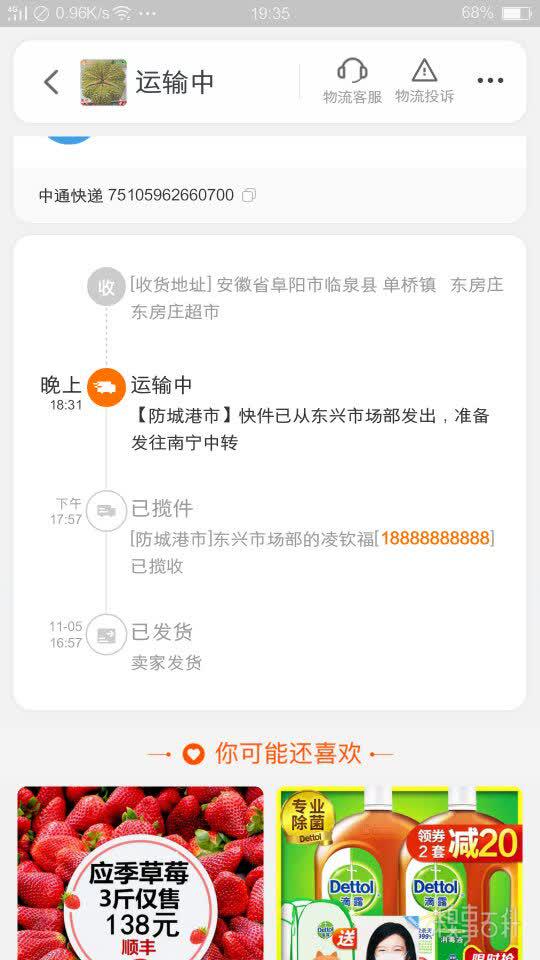 4G 0.96K/s 19:35 68%
运输中
物流客服 物流投诉
中通快递 75105962660700
收 [收货地址] 安徽省阜阳市临泉县 单桥镇 东房庄
东房庄超市
晚上 运输中
18:31
【防城港市】快件已从东兴市场部发出，准备
发往南宁中转
下午 已揽件
17:57
[防城港市]东兴市场部的凌钦福[18888888888]
已揽收
11-05 已发货
16:57
卖家发货
你可能还喜欢
应季草莓
3斤仅售
138元
顺丰
专业
除菌
Dettol
领券
2套
减20
Dettol
滴露
Dettol
滴露
消毒液
Dettol
送
99.9%
限时抢